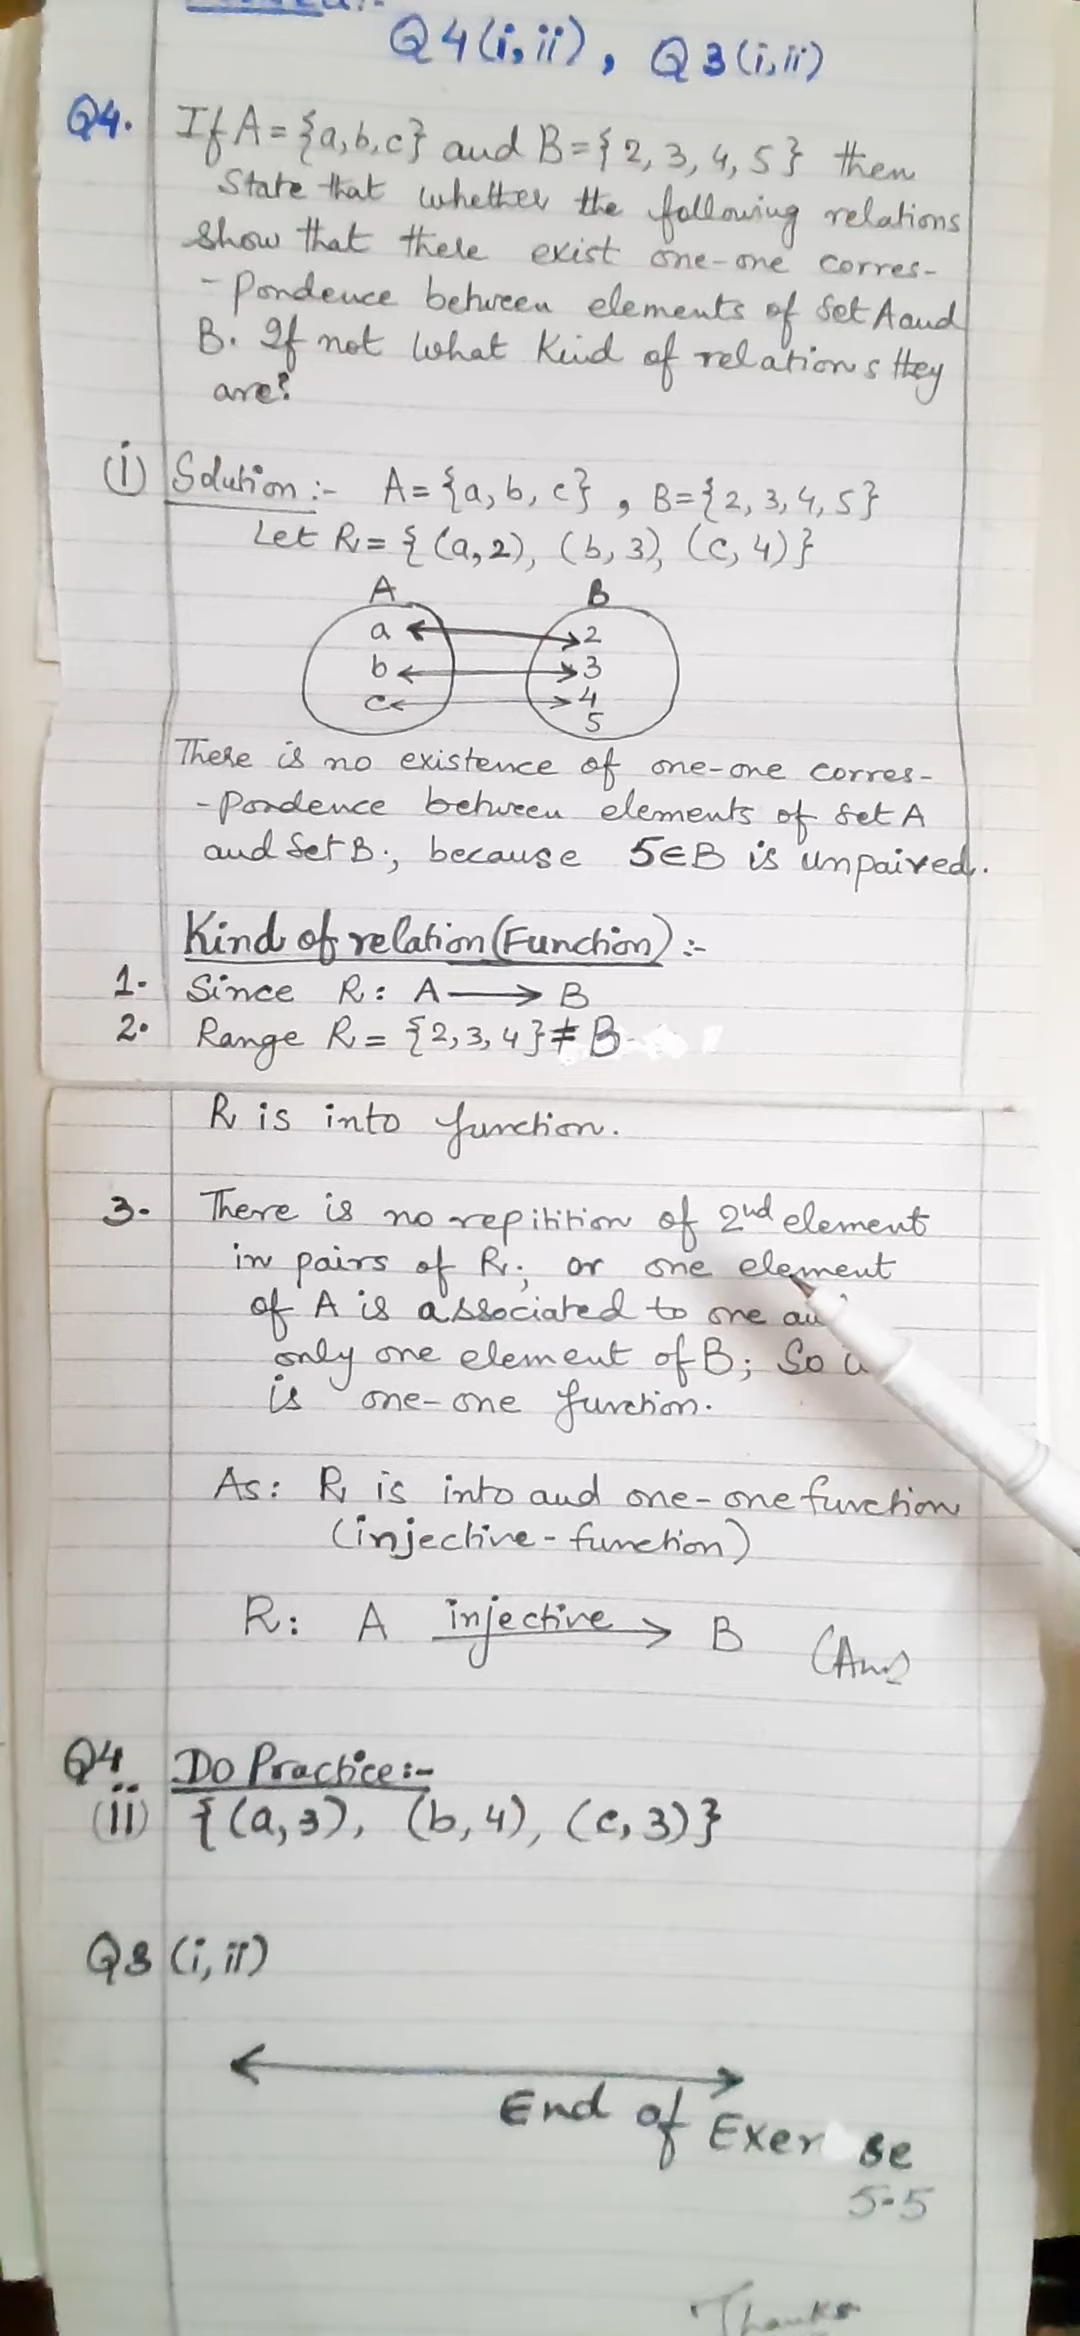 Q4(i, ii), Q3(i, ii)
Q4. If A = {a, b, c} and B = {2, 3, 4, 5} then
State that whether the following relations
show that there exist one-one corres-
-pondence between elements of set A and
B. If not what kind of relations they
are?
(i) Solution :- A = {a, b, c}, B = {2, 3, 4, 5}
Let R = {(a, 2), (b, 3), (c, 4)}
A B
a 2
b 3
c 4
5
There is no existence of one-one corres-
-pondence between elements of set A
and Set B., because 5∈B is unpaired.
Kind of relation (Function) :-
1. Since R: A ⟶ B
2. Range R = {2, 3, 4} ≠ B
R is into function.
3. There is no repitition of 2nd element
in pairs of R; or one element
of A is associated to one
only one element of B; So
is one-one function.
As: R is into and one-one function
(injective-function)
R: A injective B (Ans)
Q4 Do Practice :-
(ii) {(a, 3), (b, 4), (c, 3)}
Q3 (i, ii)
End of
5.5
Thanks